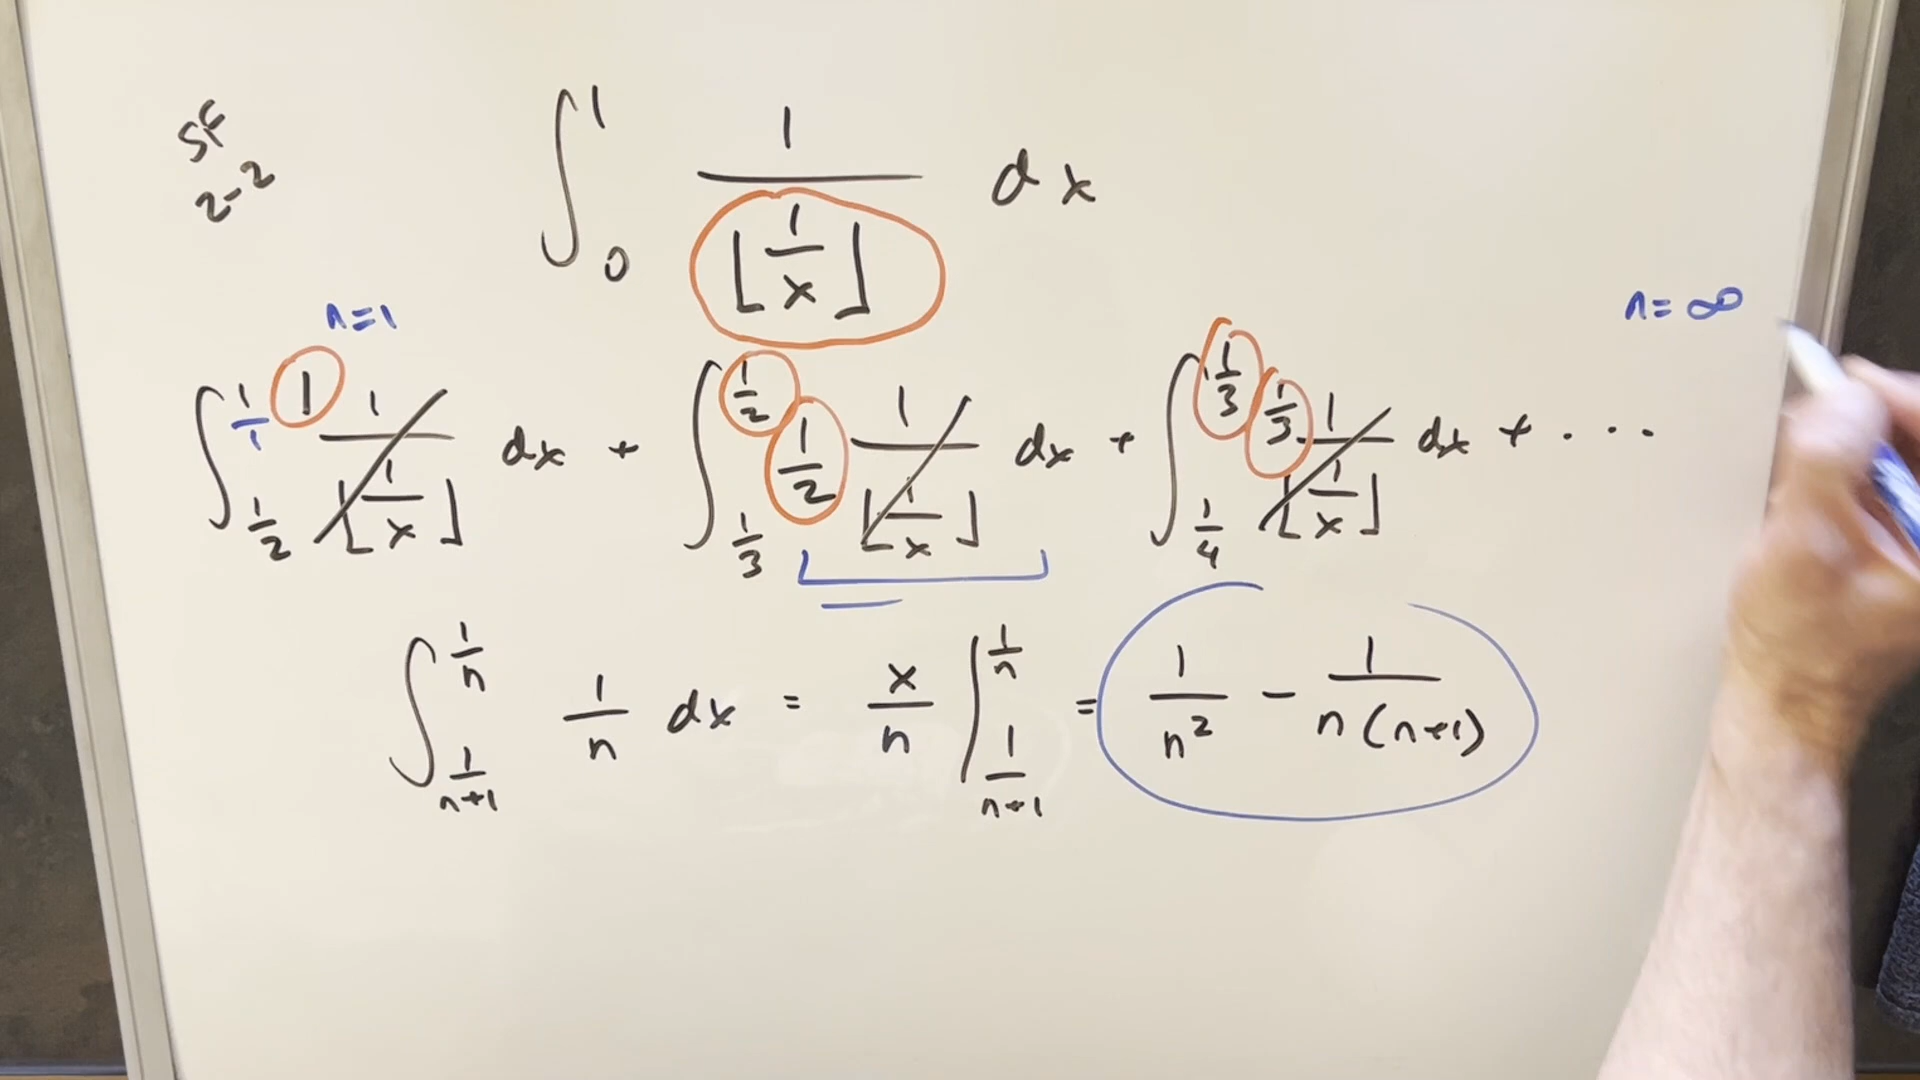 SF
2-2
∫₀¹ 1/⌊1/x⌋ dx
n=1
n=∞
∫_{1/2}^{1/1} 1 1/⌊1/x⌋ dx + ∫_{1/3}^{1/2} 1/2 1/⌊1/x⌋ dx + ∫_{1/4}^{1/3} 1/3 1/⌊1/x⌋ dx + ...
∫_{1/n+1}^{1/n} 1/n dx = x/n |_{1/n+1}^{1/n} = 1/n² - 1/n(n+1)